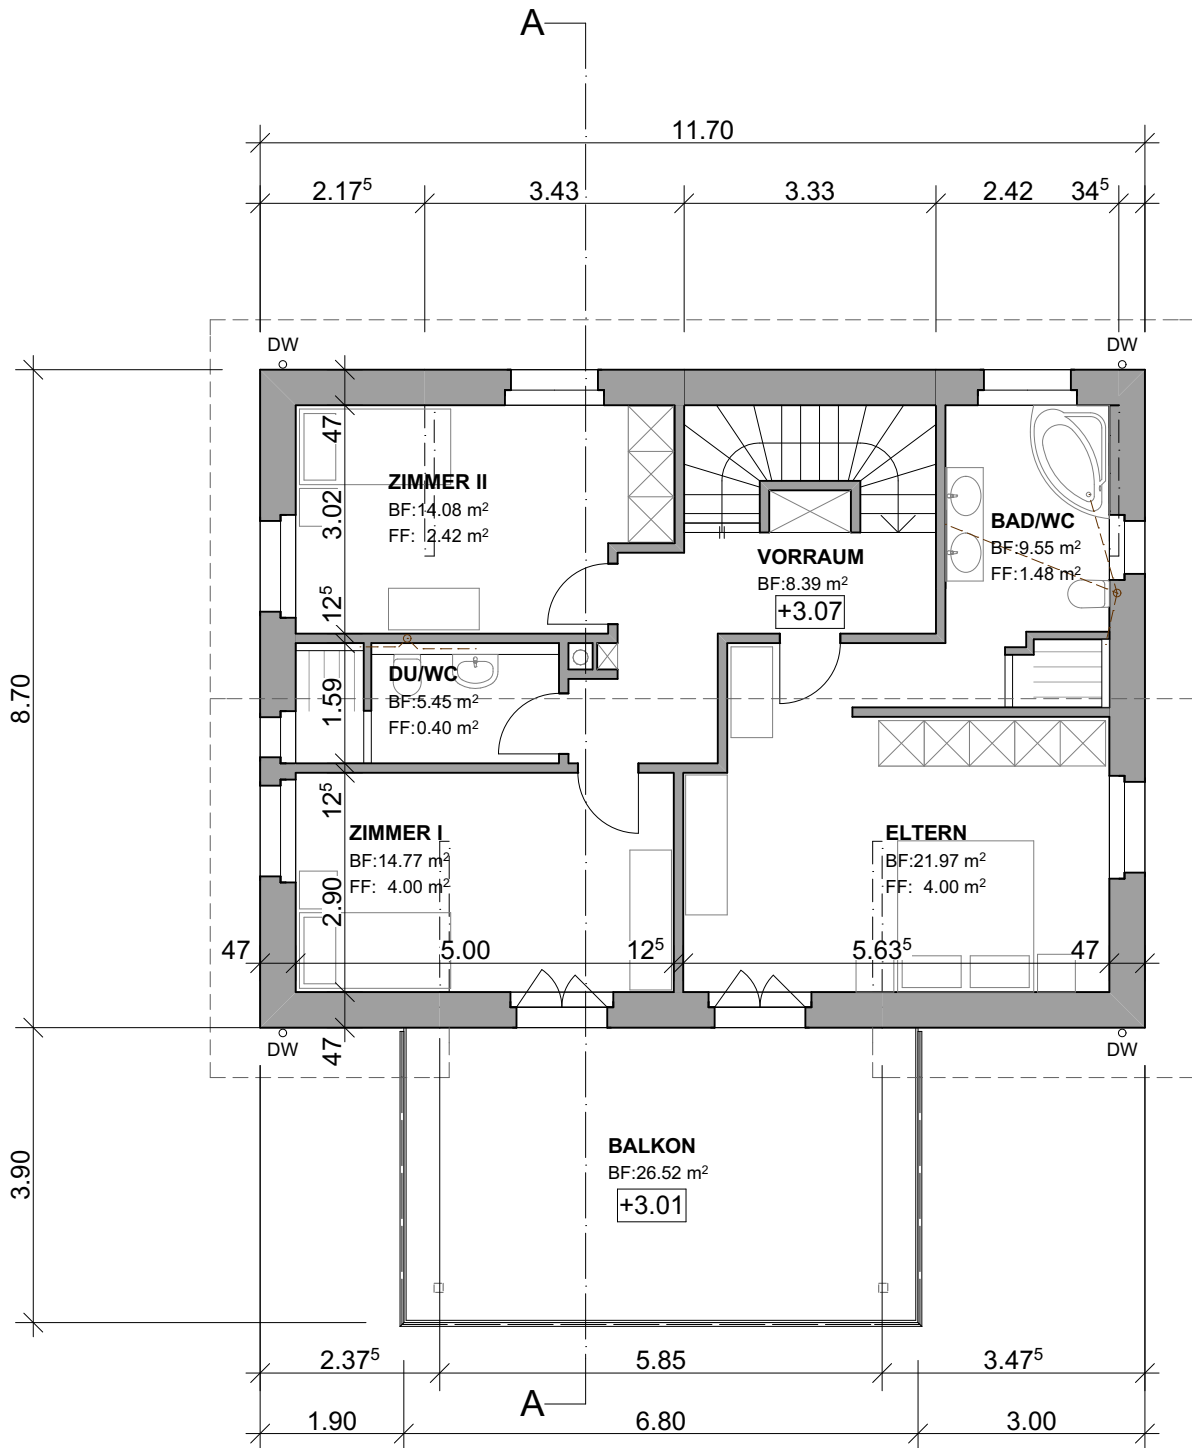 A
11.70
2.17⁵ 3.43 3.33 2.42 34⁵
DW DW
47
ZIMMER II
BF:14.08 m²
FF: 2.42 m²
3.02
BAD/WC
BF:9.55 m²
FF:1.48 m²
VORRAUM
BF:8.39 m²
+3.07
12⁵
DU/WC
BF:5.45 m²
FF:0.40 m²
1.59
8.70
12⁵
ZIMMER I
BF:14.77 m²
FF: 4.00 m²
ELTERN
BF:21.97 m²
FF: 4.00 m²
2.90
47 5.00 12⁵ 5.63⁵ 47
DW DW
47
BALKON
BF:26.52 m²
+3.01
3.90
2.37⁵ 5.85 3.47⁵
A
1.90 6.80 3.00